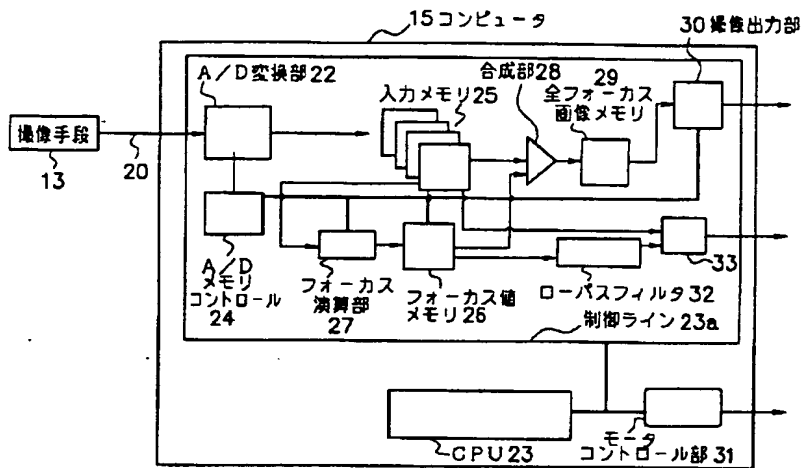 15コンピュータ
30撮像出力部
A/D変換部22
合成部28
29
入力メモリ25
全フォーカス
画像メモリ
撮像手段
13
20
33
A/D
メモリ
コントロール
24
フォーカス
演算部
27
フォーカス値
メモリ26
ローパスフィルタ32
制御ライン23a
CPU23
モータ
コントロール部31